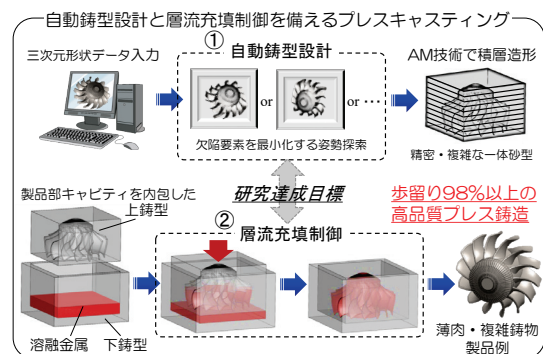 自動鋳型設計と層流充填制御を備えるプレスキャスティング
三次元形状データ入力
①
自動鋳型設計
AM技術で積層造形
or
or …
欠陥要素を最小化する姿勢探索
精密・複雑な一体砂型
製品部キャビティを内包した
上鋳型
研究達成目標
歩留り98%以上の
高品質プレス鋳造
②
層流充填制御
溶融金属
下鋳型
薄肉・複雑鋳物
製品例